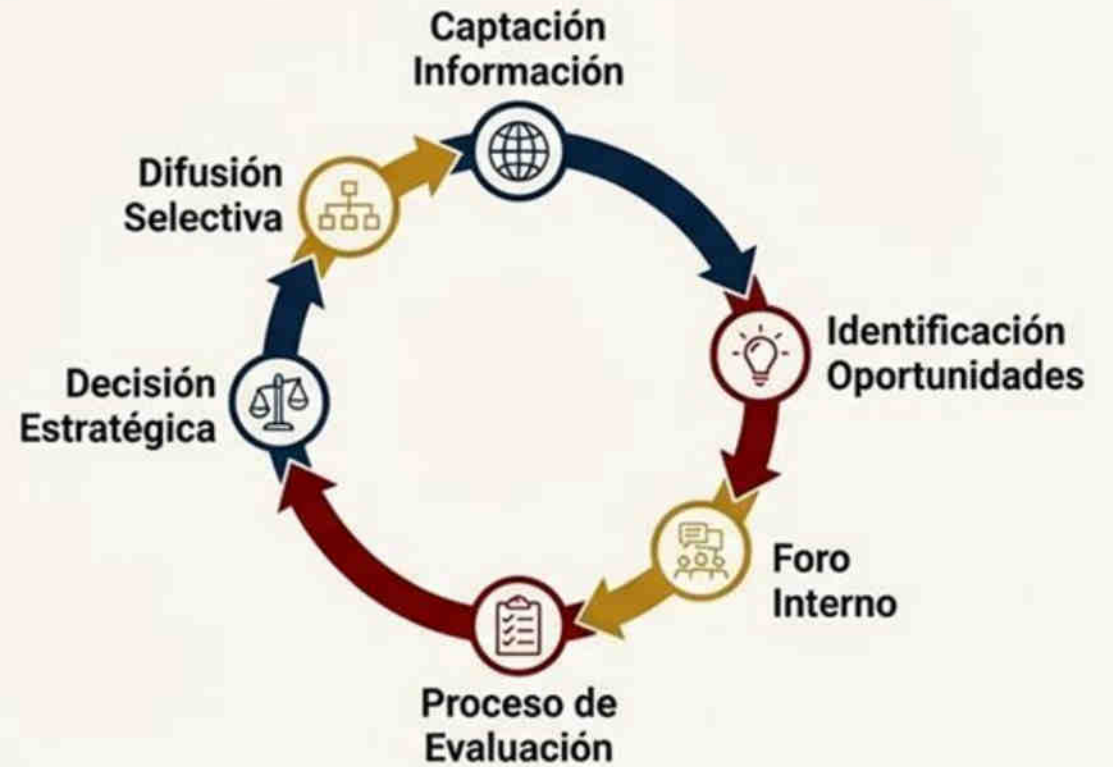 Captación
Información
Identificación
Oportunidades
Foro
Interno
Proceso de
Evaluación
Decisión
Estratégica
Difusión
Selectiva